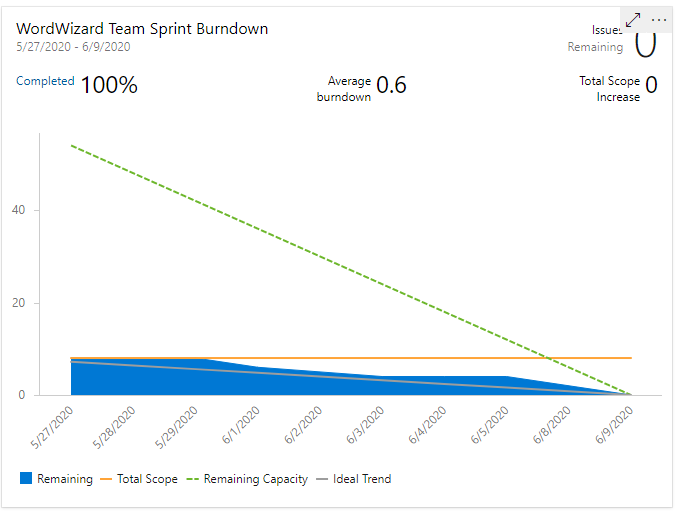 WordWizard Team Sprint Burndown
5/27/2020 - 6/9/2020
Issues
Remaining 0
Completed 100%
Average
burndown 0.6
Total Scope
Increase 0
40
20
0
5/27/2020
5/28/2020
5/29/2020
6/1/2020
6/2/2020
6/3/2020
6/4/2020
6/5/2020
6/8/2020
6/9/2020
Remaining Total Scope Remaining Capacity Ideal Trend